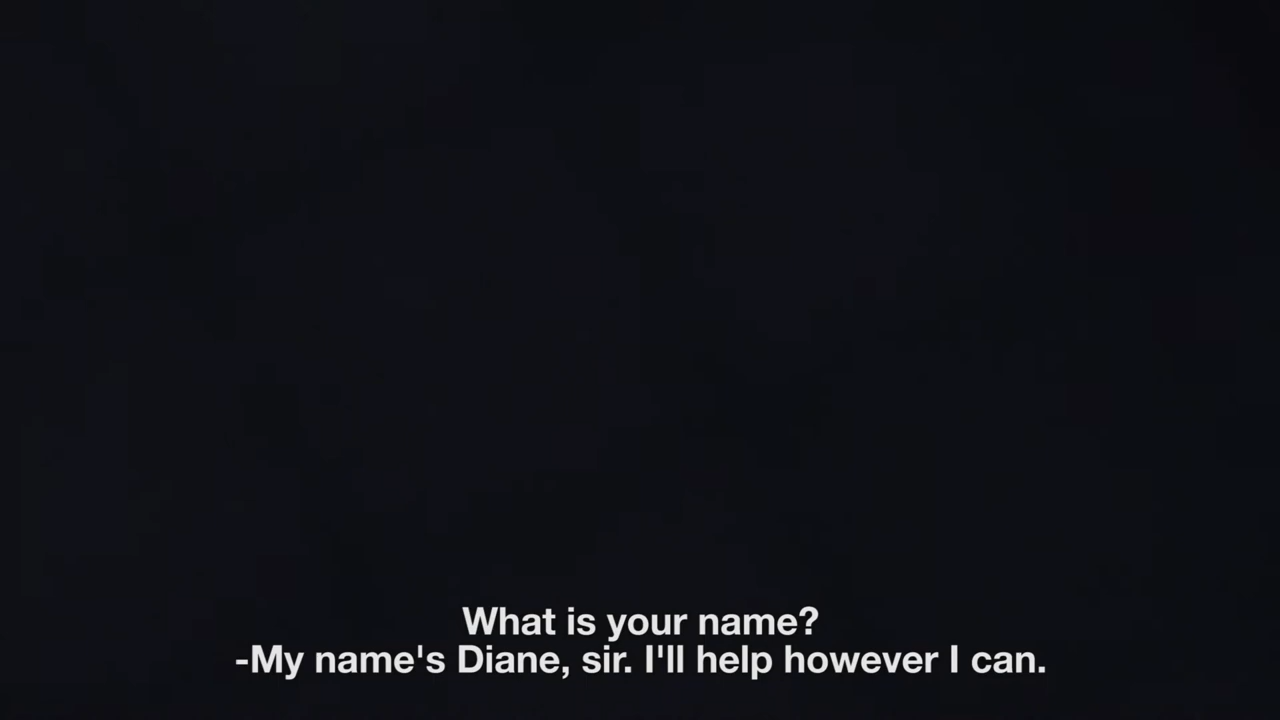 What is your name?
-My name's Diane, sir. I'll help however I can.